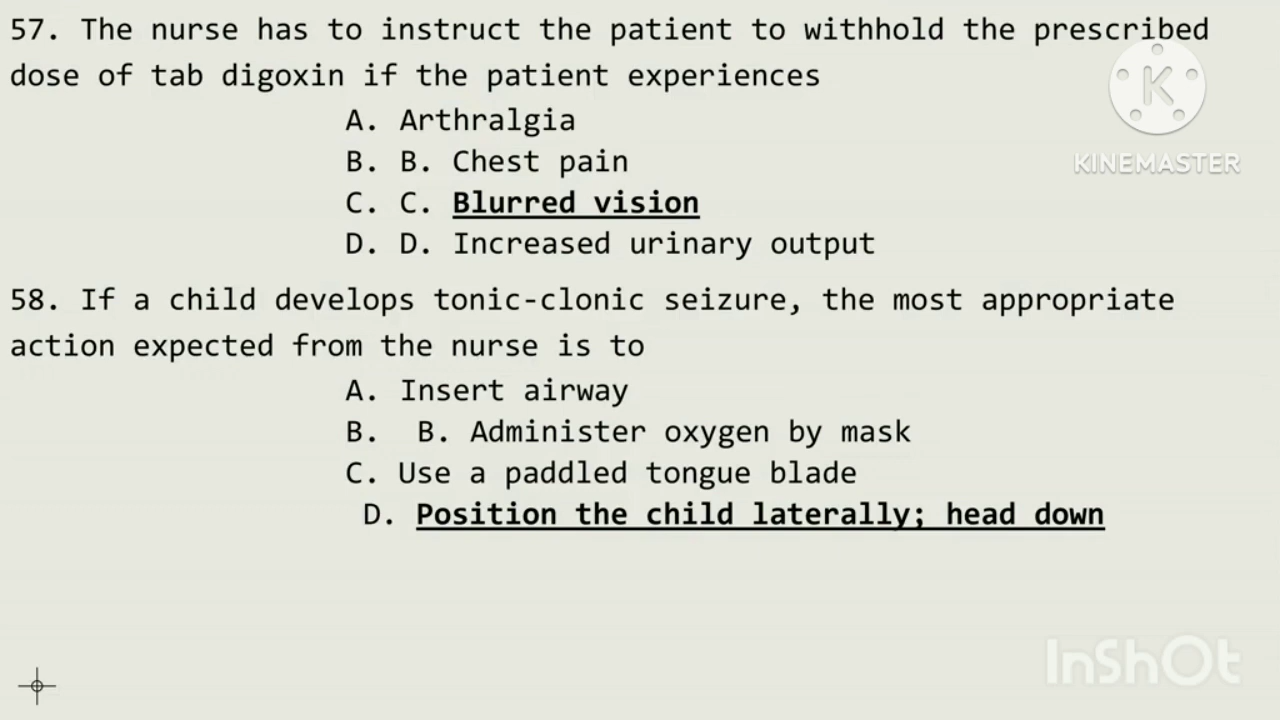 57. The nurse has to instruct the patient to withhold the prescribed
dose of tab digoxin if the patient experiences
A. Arthralgia
B. B. Chest pain
C. C. Blurred vision
D. D. Increased urinary output
58. If a child develops tonic-clonic seizure, the most appropriate
action expected from the nurse is to
A. Insert airway
B. B. Administer oxygen by mask
C. Use a paddled tongue blade
D. Position the child laterally; head down
K
KINEMASTER
InShOt